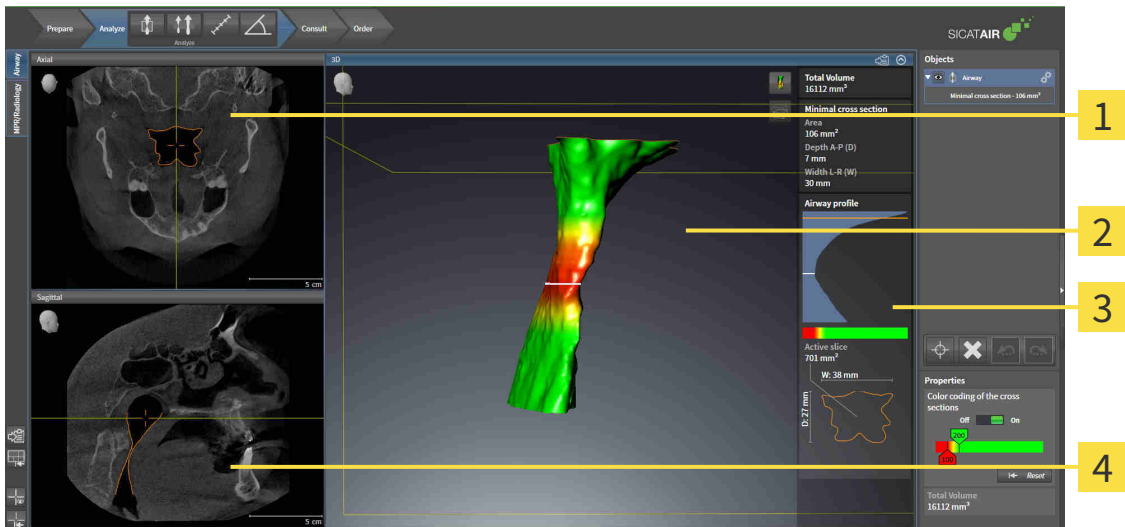 Prepare
Analyze
Analyze
Consult
Order
SICATAIR
Airway
MPR/Radiology
Axial
5 cm
Sagittal
5 cm
3D
Total Volume
16112 mm³
Minimal cross section
Area
106 mm²
Depth A-P (D)
7 mm
Width L-R (W)
30 mm
Airway profile
Active slice
701 mm²
W: 38 mm
D: 27 mm
Objects
Airway
Minimal cross section - 106 mm²
Properties
Color coding of the cross
sections
Off On
200
100
Reset
Total Volume
16112 mm³
1
2
3
4